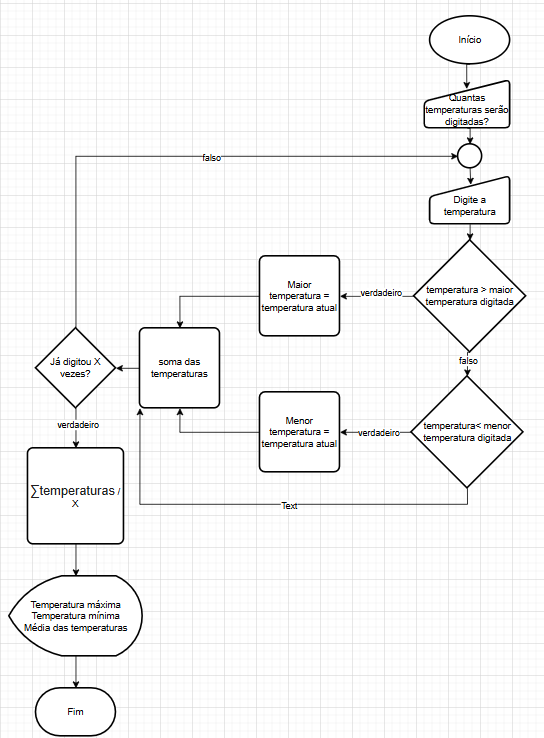 Início
Quantas
temperaturas serão
digitadas?
falso
Digite a
temperatura
Maior
temperatura =
temperatura atual
verdadeiro
temperatura > maior
temperatura digitada
falso
Já digitou X
vezes?
soma das
temperaturas
Menor
temperatura =
temperatura atual
verdadeiro
temperatura< menor
temperatura digitada
verdadeiro
∑temperaturas /
X
Text
Temperatura máxima
Temperatura mínima
Média das temperaturas
Fim